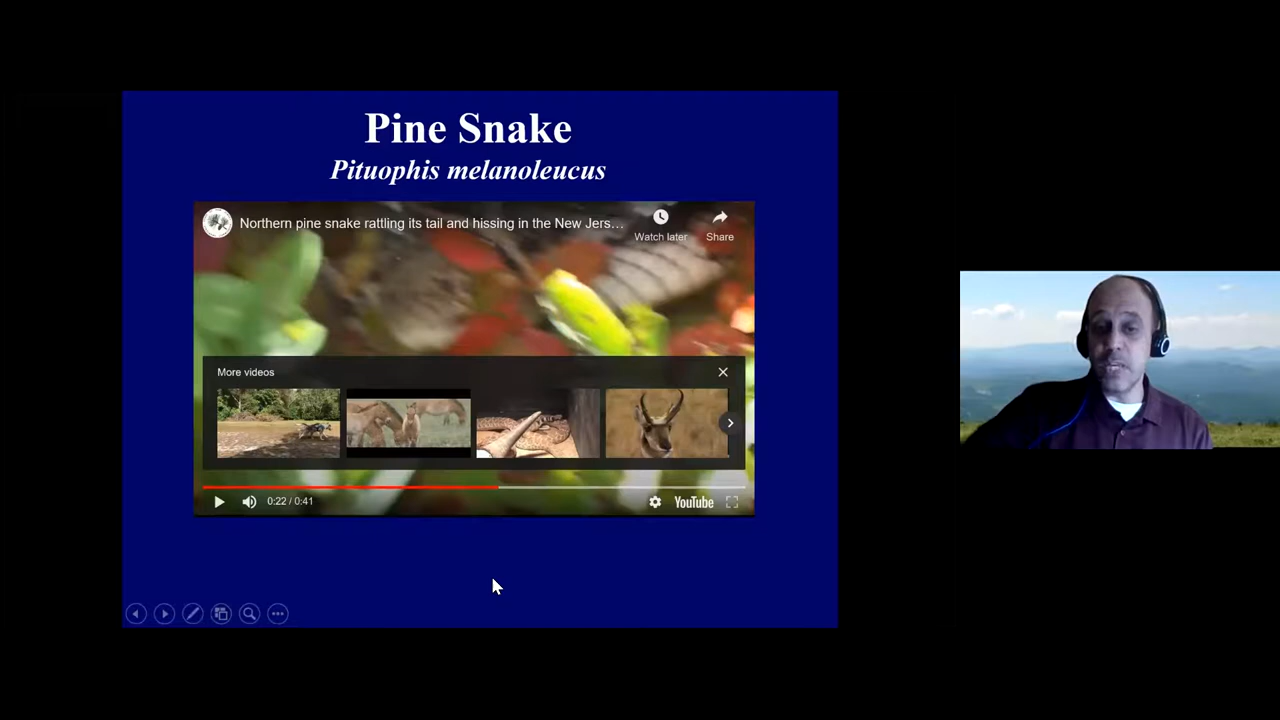 Pine Snake
Pituophis melanoleucus
Northern pine snake rattling its tail and hissing in the New Jers...
Watch later
Share
More videos
0:22 / 0:41
YouTube